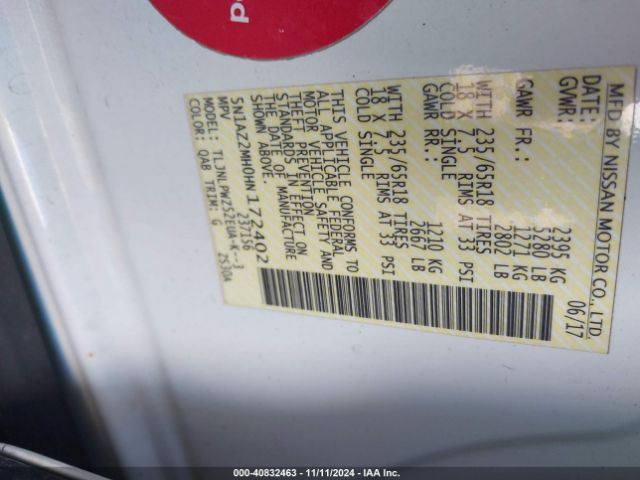 MFD BY NISSAN MOTOR CO., LTD.
DATE: 06/17
GVWR: 2395 KG
5280 LB
GAWR FR: 1271 KG
2802 LB
WITH 235/65R18 TIRES
18 X 7.5 RIMS AT 33 PSI
COLD SINGLE
GAWR RR: 1210 KG
2667 LB
WITH 235/65R18 TIRES
18 X 7.5 RIMS AT 33 PSI
COLD SINGLE
THIS VEHICLE CONFORMS TO
ALL APPLICABLE FEDERAL
MOTOR VEHICLE SAFETY AND
THEFT PREVENTION
STANDARDS IN EFFECT ON
THE DATE OF MANUFACTURE
SHOWN ABOVE.
5N1AZ2MH0HN172402
MPV 237156
MODEL: TLJNLPWZ52EUA-K--3
COLOR: QAB TRIM: G ZS30A
000-40832463 - 11/11/2024 - IAA Inc.